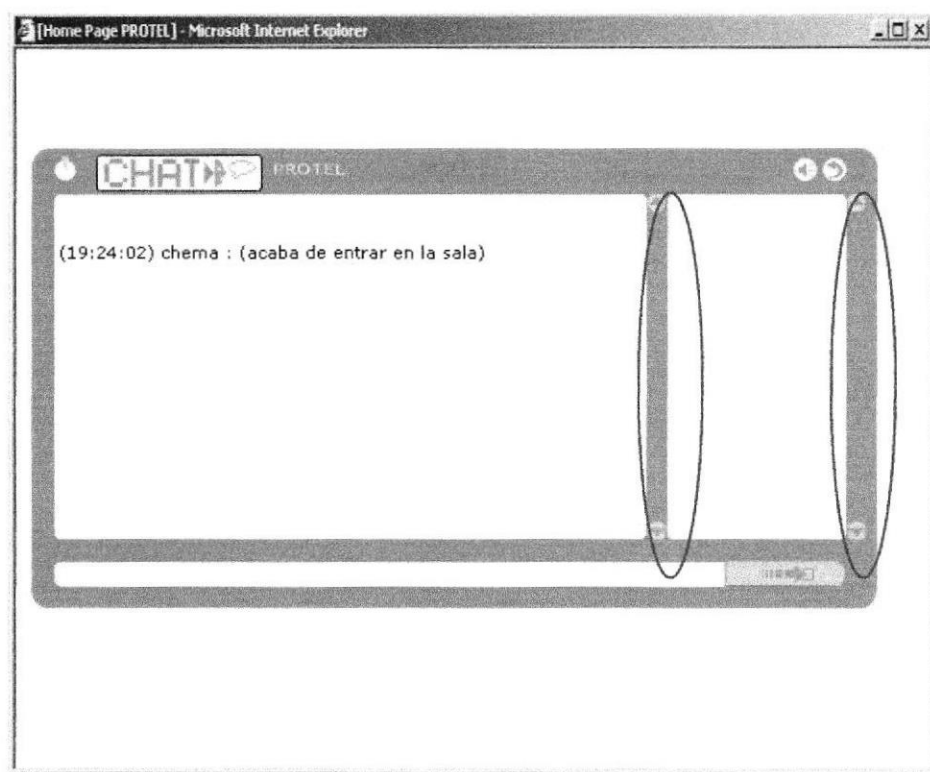 [Home Page PROTEL] - Microsoft Internet Explorer
CHAT PROTEL
(19:24:02) chema : (acaba de entrar en la sala)